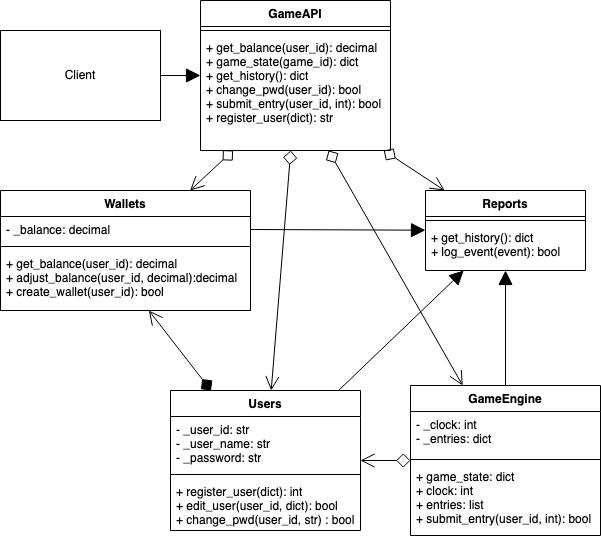 GameAPI
+ get_balance(user_id): decimal
+ game_state(game_id): dict
+ get_history(): dict
+ change_pwd(user_id): bool
+ submit_entry(user_id, int): bool
+ register_user(dict): str
Client
Wallets
- _balance: decimal
+ get_balance(user_id): decimal
+ adjust_balance(user_id, decimal):decimal
+ create_wallet(user_id): bool
Reports
+ get_history(): dict
+ log_event(event): bool
Users
- _user_id: str
- _user_name: str
- _password: str
+ register_user(dict): int
+ edit_user(user_id, dict): bool
+ change_pwd(user_id, str) : bool
GameEngine
- _clock: int
- _entries: dict
+ game_state: dict
+ clock: int
+ entries: list
+ submit_entry(user_id, int): bool